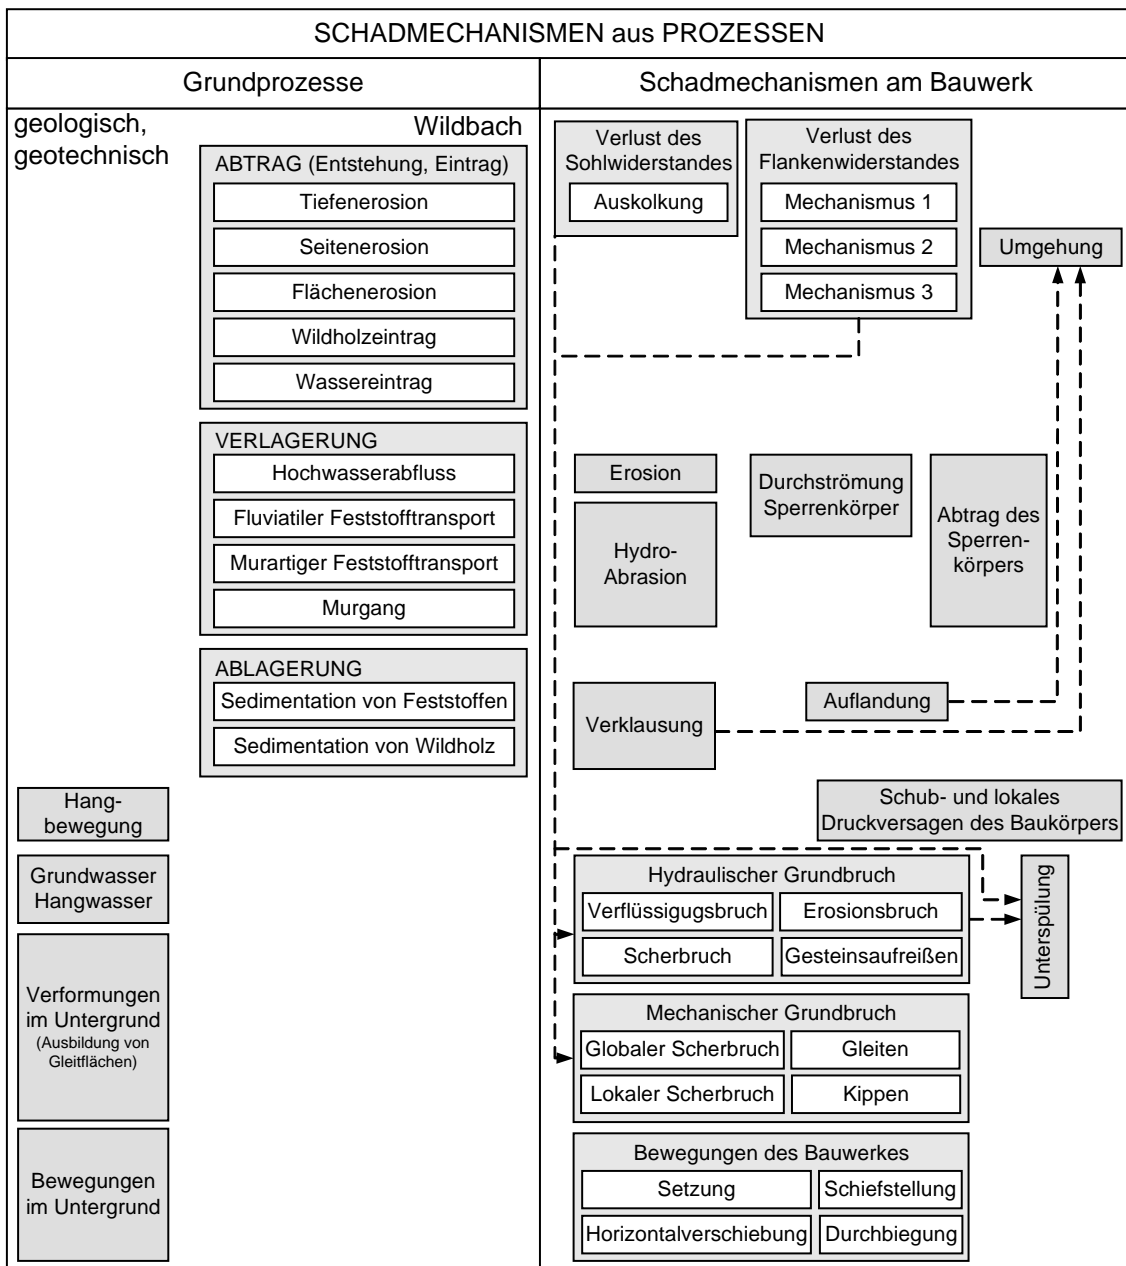 SCHADMECHANISMEN aus PROZESSEN
Grundprozesse
Schadmechanismen am Bauwerk
geologisch,
geotechnisch
Wildbach
ABTRAG (Entstehung, Eintrag)
Tiefenerosion
Seitenerosion
Flächenerosion
Wildholzeintrag
Wassereintrag
VERLAGERUNG
Hochwasserabfluss
Fluviatiler Feststofftransport
Murartiger Feststofftransport
Murgang
ABLAGERUNG
Sedimentation von Feststoffen
Sedimentation von Wildholz
Hang-
bewegung
Grundwasser
Hangwasser
Verformungen
im Untergrund
(Ausbildung von
Gleitflächen)
Bewegungen
im Untergrund
Verlust des
Sohlwiderstandes
Auskolkung
Verlust des
Flankenwiderstandes
Mechanismus 1
Mechanismus 2
Mechanismus 3
Umgehung
Erosion
Hydro-
Abrasion
Durchströmung
Sperrenkörper
Abtrag des
Sperren-
körpers
Verklausung
Auflandung
Schub- und lokales
Druckversagen des Baukörpers
Hydraulischer Grundbruch
Verflüssigugsbruch
Erosionsbruch
Scherbruch
Gesteinsaufreißen
Unterspülung
Mechanischer Grundbruch
Globaler Scherbruch
Gleiten
Lokaler Scherbruch
Kippen
Bewegungen des Bauwerkes
Setzung
Schiefstellung
Horizontalverschiebung
Durchbiegung